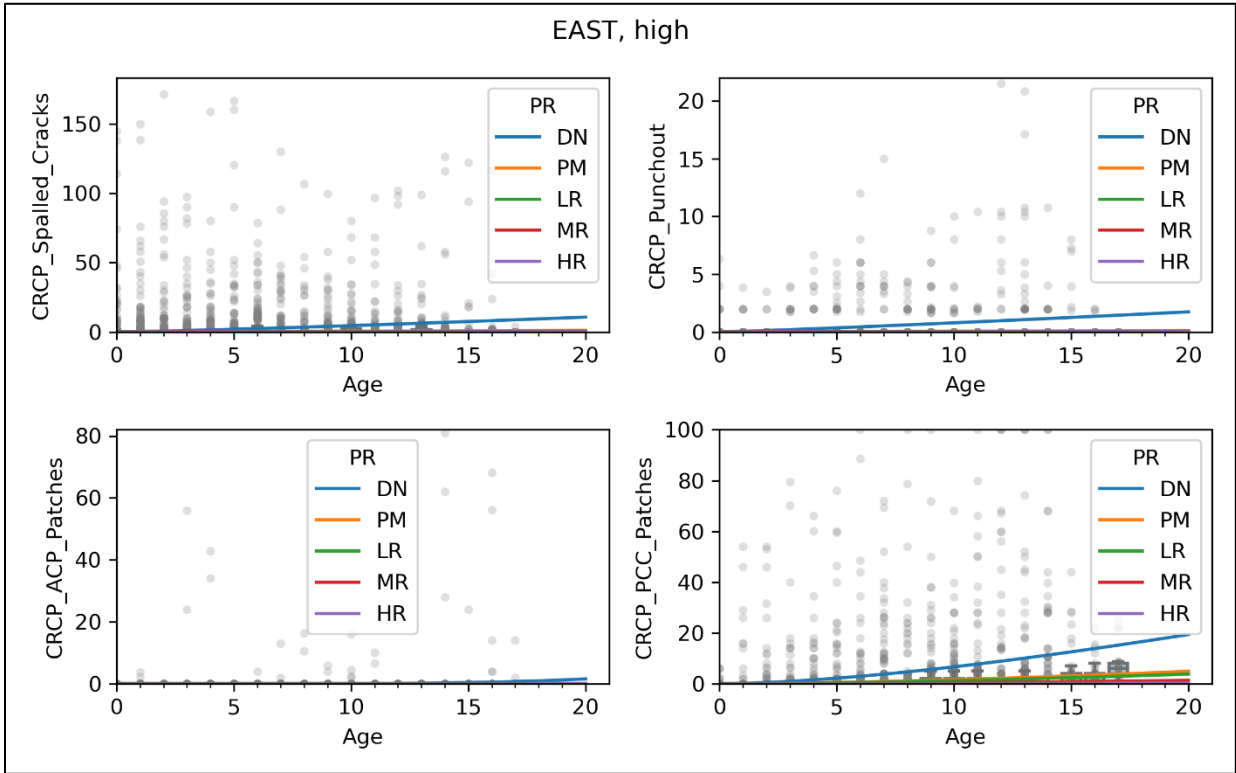 EAST, high
CRCP_Spalled_Cracks
150
100
50
0
0 5 10 15 20
Age
PR
DN
PM
LR
MR
HR
CRCP_Punchout
20
15
10
5
0
0 5 10 15 20
Age
PR
DN
PM
LR
MR
HR
CRCP_ACP_Patches
80
60
40
20
0
0 5 10 15 20
Age
PR
DN
PM
LR
MR
HR
CRCP_PCC_Patches
100
80
60
40
20
0
0 5 10 15 20
Age
PR
DN
PM
LR
MR
HR